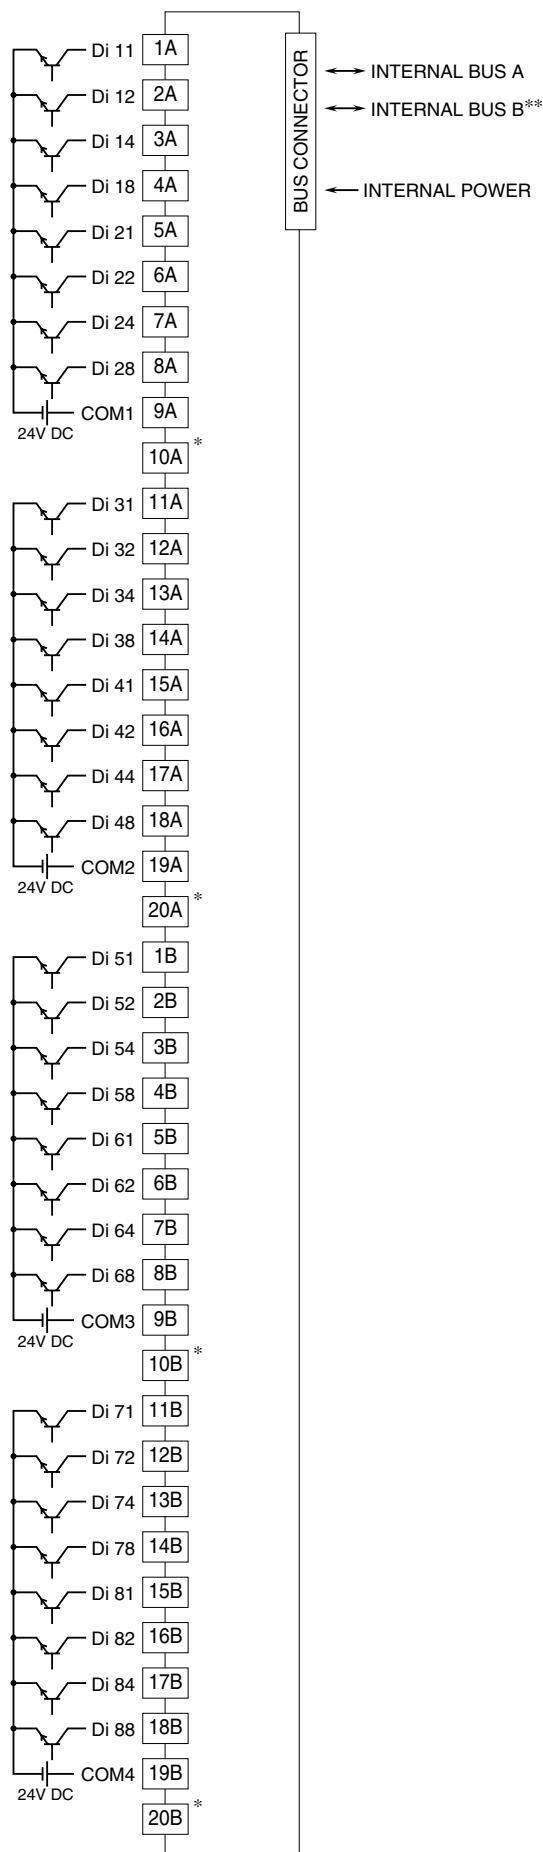 Di 11 1A
Di 12 2A
Di 14 3A
Di 18 4A
Di 21 5A
Di 22 6A
Di 24 7A
Di 28 8A
COM1 9A
24V DC
10A *
Di 31 11A
Di 32 12A
Di 34 13A
Di 38 14A
Di 41 15A
Di 42 16A
Di 44 17A
Di 48 18A
COM2 19A
24V DC
20A *
Di 51 1B
Di 52 2B
Di 54 3B
Di 58 4B
Di 61 5B
Di 62 6B
Di 64 7B
Di 68 8B
COM3 9B
24V DC
10B *
Di 71 11B
Di 72 12B
Di 74 13B
Di 78 14B
Di 81 15B
Di 82 16B
Di 84 17B
Di 88 18B
COM4 19B
24V DC
20B *
BUS CONNECTOR
INTERNAL BUS A
INTERNAL BUS B**
INTERNAL POWER